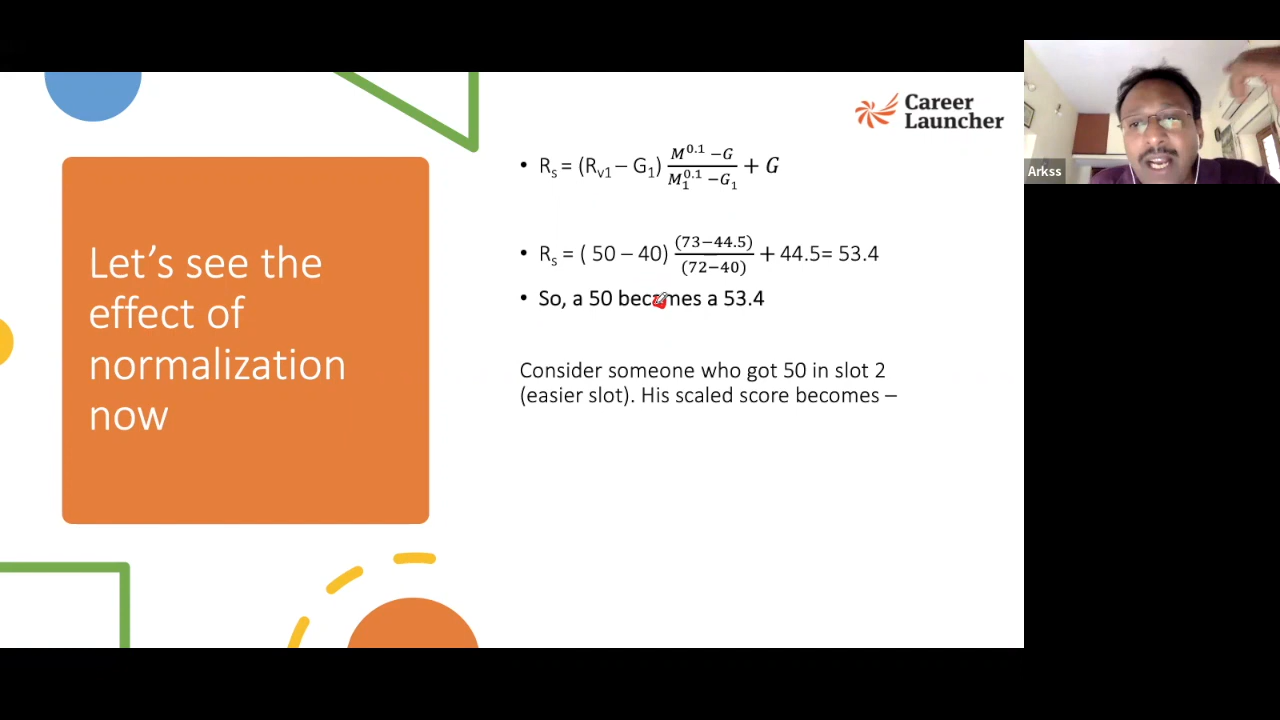 Career
Launcher
Let's see the
effect of
normalization
now
• Rₛ = (Rᵥ₁ – G₁) (M^0.1 – G)/(M₁^0.1 – G₁) + G
• Rₛ = ( 50 – 40) (73–44.5)/(72–40) + 44.5= 53.4
• So, a 50 becomes a 53.4
Consider someone who got 50 in slot 2
(easier slot). His scaled score becomes –
Arkss